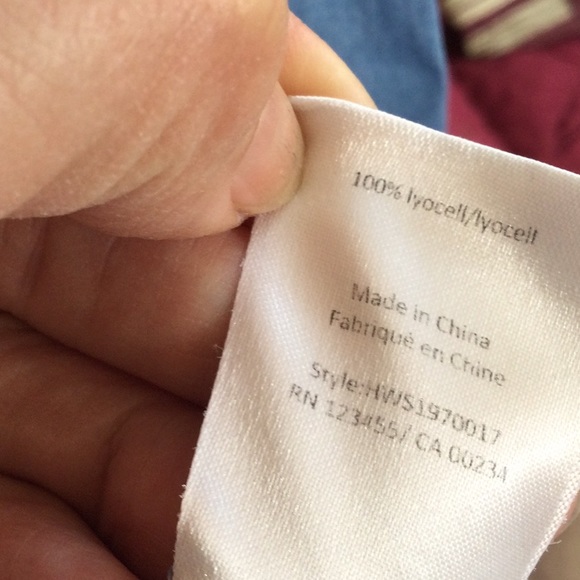 100% lyocell/lyocell
Made in China
Fabriqué en Chine
Style:HWS1970017
RN 123455/ CA 00234